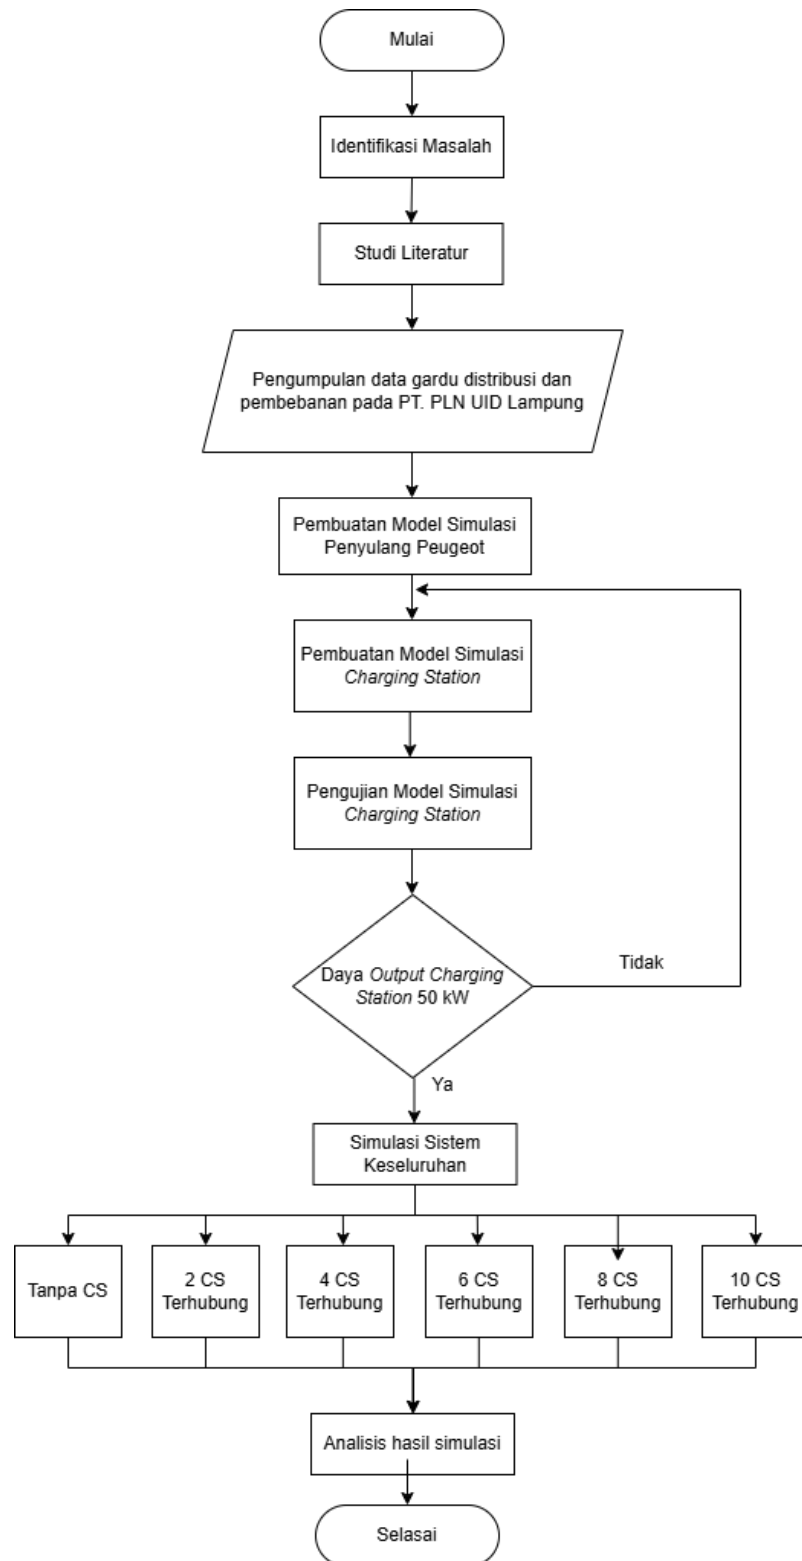 Mulai
Identifikasi Masalah
Studi Literatur
Pengumpulan data gardu distribusi dan
pembebanan pada PT. PLN UID Lampung
Pembuatan Model Simulasi
Penyulang Peugeot
Pembuatan Model Simulasi
Charging Station
Pengujian Model Simulasi
Charging Station
Daya Output Charging
Station 50 kW
Tidak
Ya
Simulasi Sistem
Keseluruhan
Tanpa CS
2 CS
Terhubung
4 CS
Terhubung
6 CS
Terhubung
8 CS
Terhubung
10 CS
Terhubung
Analisis hasil simulasi
Selasai